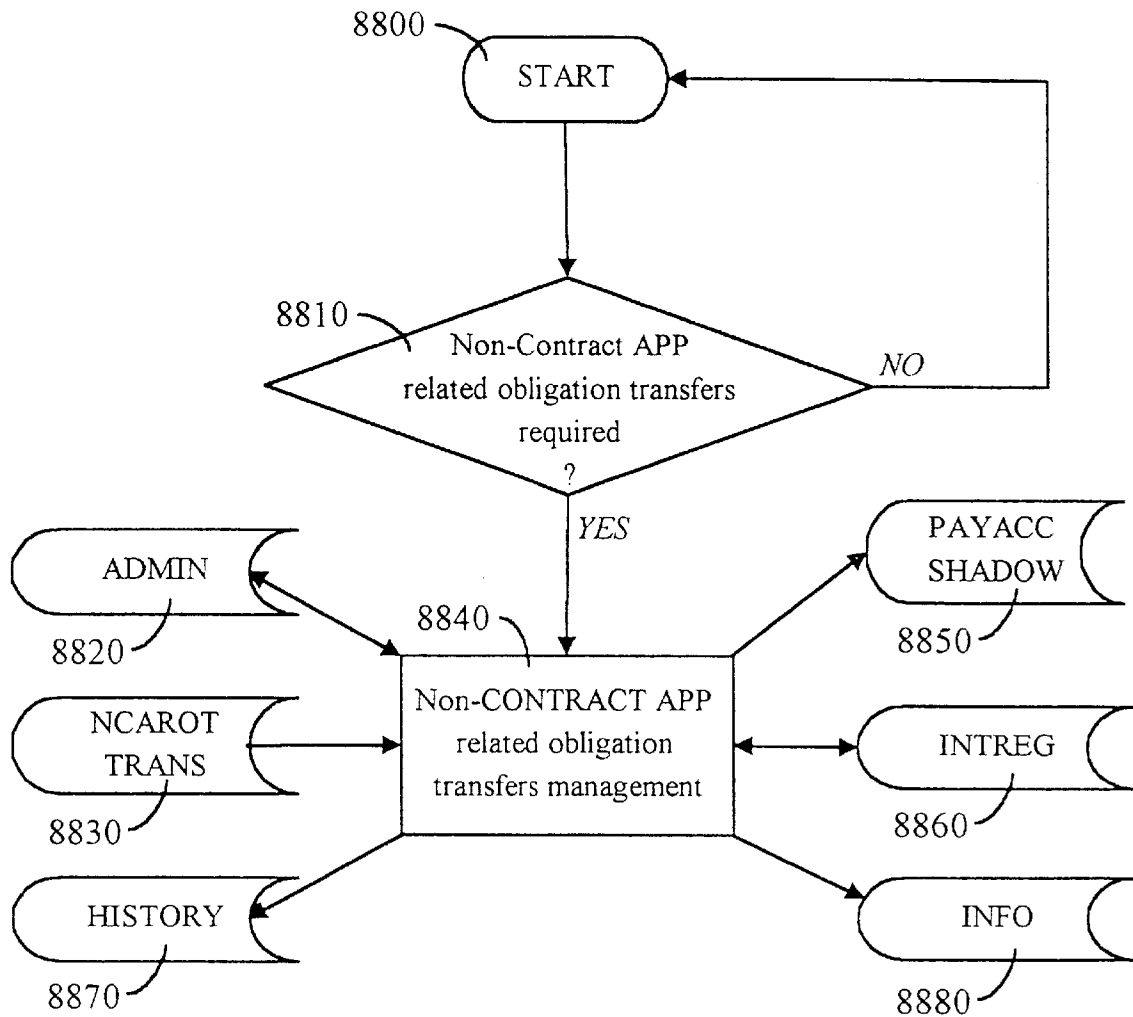 8800
START
8810
Non-Contract APP
related obligation transfers
required
?
NO
YES
ADMIN
8820
PAYACC
SHADOW
8850
8840
Non-CONTRACT APP
related obligation
transfers management
NCAROT
TRANS
8830
INTREG
8860
HISTORY
8870
INFO
8880